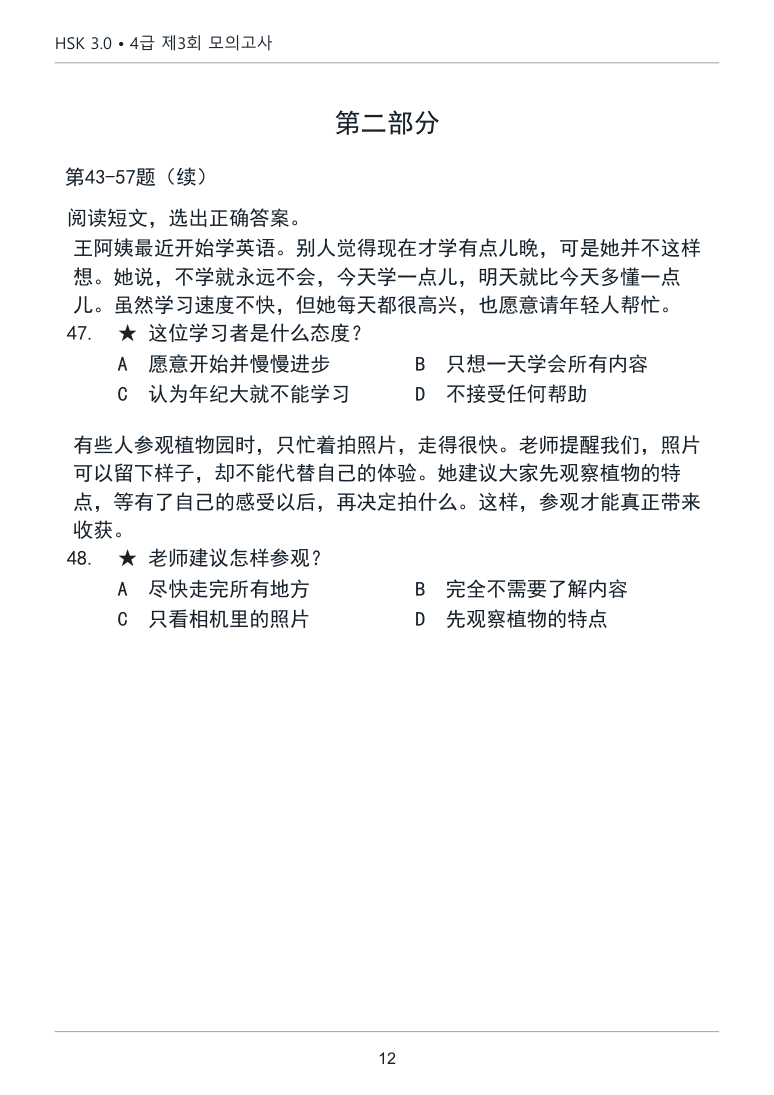 HSK 3.0 • 4급 제3회 모의고사
第二部分
第43-57题（续）
阅读短文，选出正确答案。
王阿姨最近开始学英语。别人觉得现在才学有点儿晚，可是她并不这样
想。她说，不学就永远不会，今天学一点儿，明天就比今天多懂一点
儿。虽然学习速度不快，但她每天都很高兴，也愿意请年轻人帮忙。
47. ★ 这位学习者是什么态度？
A 愿意开始并慢慢进步 B 只想一天学会所有内容
C 认为年纪大就不能学习 D 不接受任何帮助
有些人参观植物园时，只忙着拍照片，走得很快。老师提醒我们，照片
可以留下样子，却不能代替自己的体验。她建议大家先观察植物的特
点，等有了自己的感受以后，再决定拍什么。这样，参观才能真正带来
收获。
48. ★ 老师建议怎样参观？
A 尽快走完所有地方 B 完全不需要了解内容
C 只看相机里的照片 D 先观察植物的特点
12